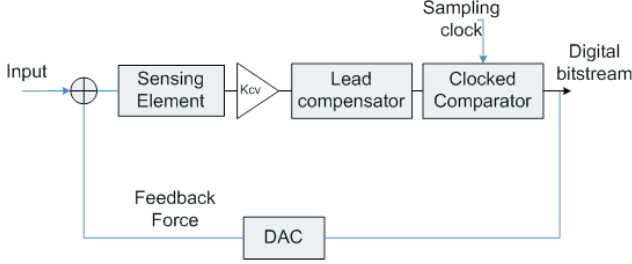 Sampling
clock
Input
Sensing
Element
Kcv
Lead
compensator
Clocked
Comparator
Digital
bitstream
Feedback
Force
DAC